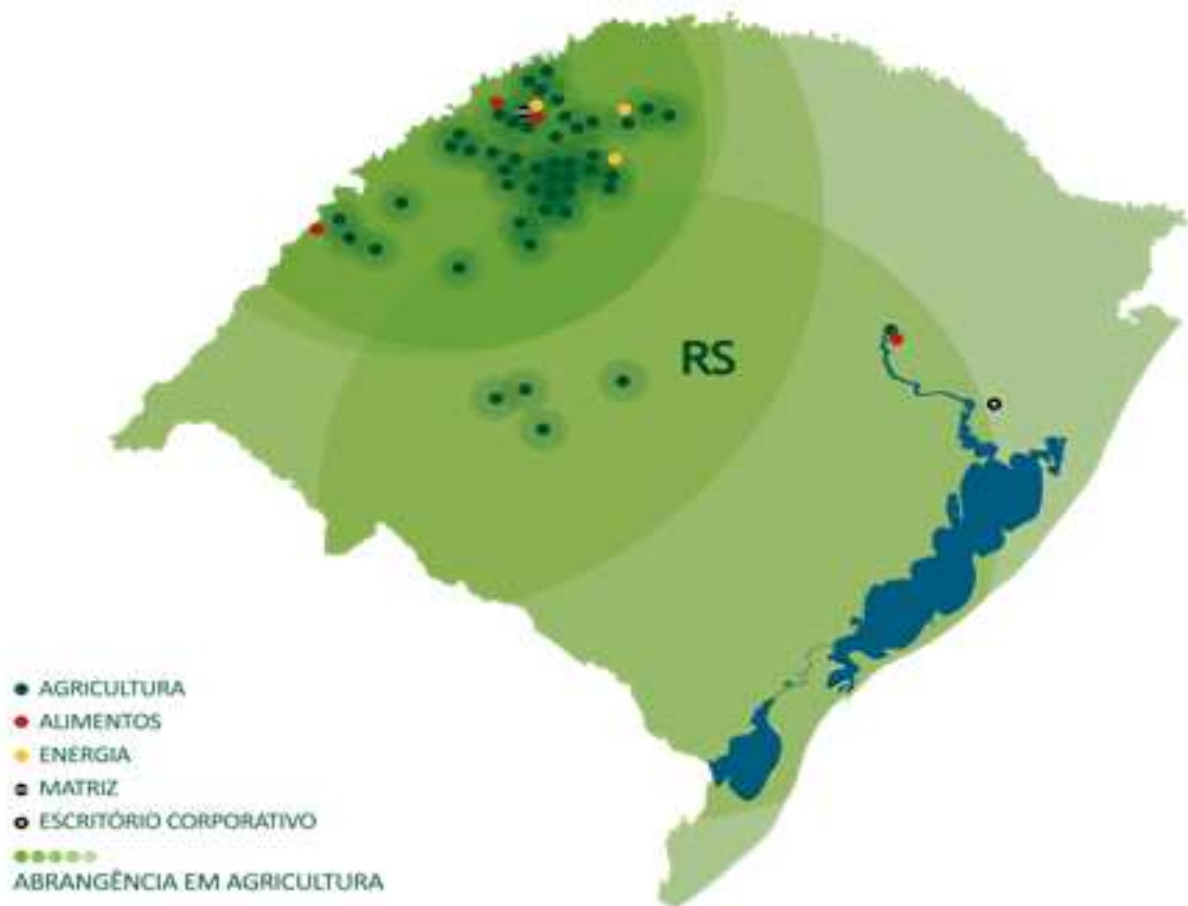 RS
AGRICULTURA
ALIMENTOS
ENERGIA
MATRIZ
ESCRITÓRIO CORPORATIVO
ABRANGÊNCIA EM AGRICULTURA